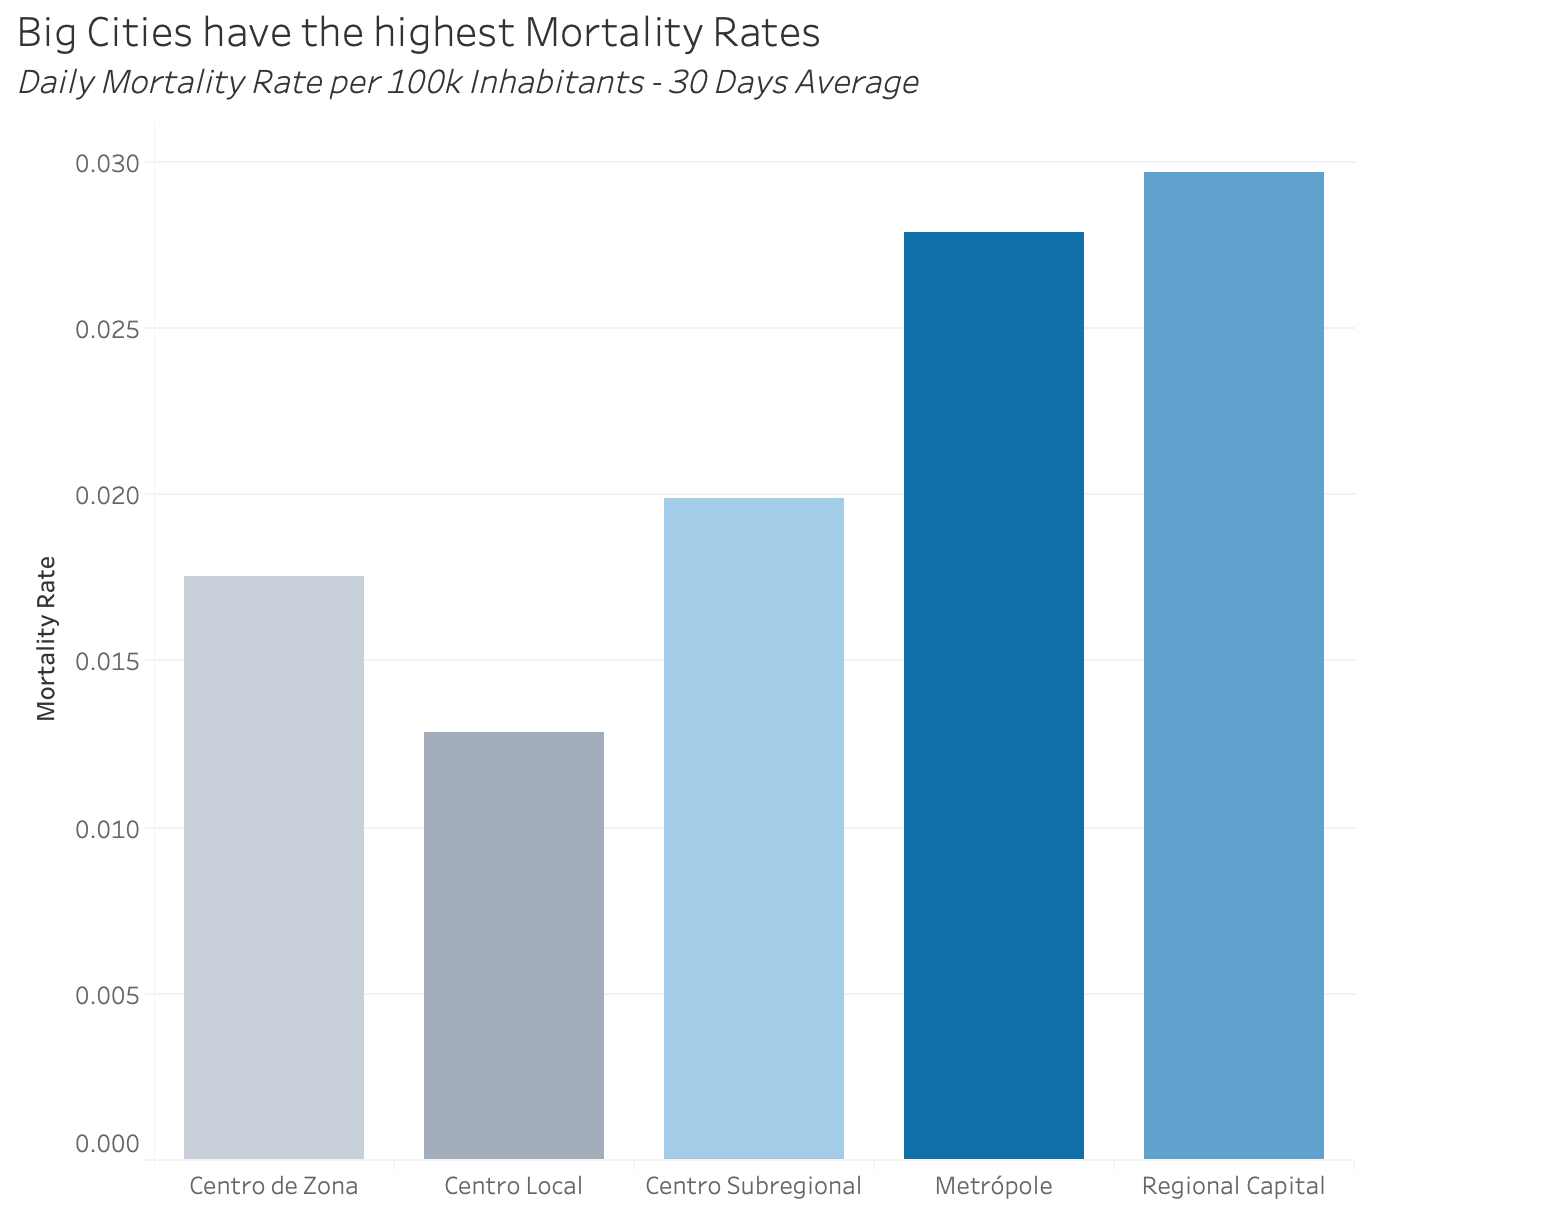 Big Cities have the highest Mortality Rates
Daily Mortality Rate per 100k Inhabitants - 30 Days Average
0.030
0.025
0.020
0.015
0.010
0.005
0.000
Mortality Rate
Centro de Zona
Centro Local
Centro Subregional
Metrópole
Regional Capital